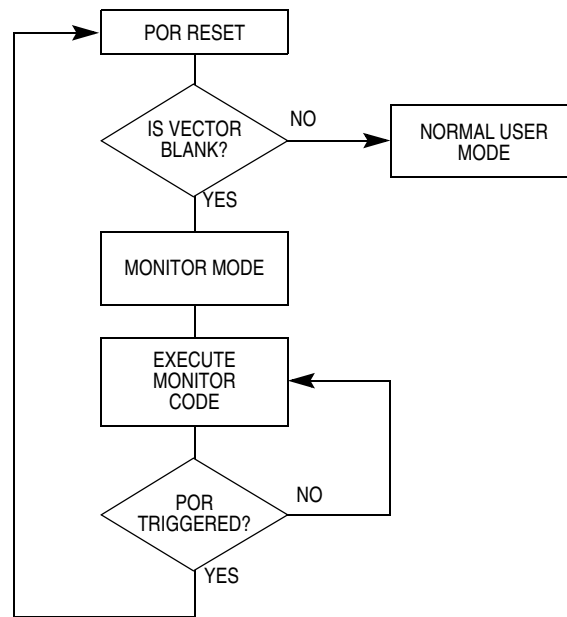 POR RESET
IS VECTOR
BLANK?
NO
NORMAL USER
MODE
YES
MONITOR MODE
EXECUTE
MONITOR
CODE
POR
TRIGGERED?
NO
YES